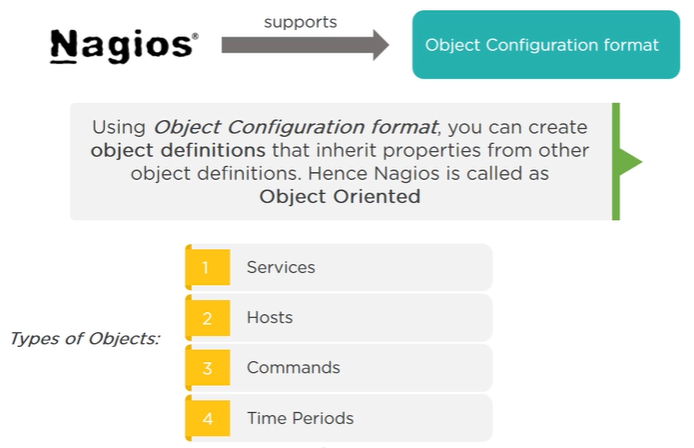 supports
Nagios®
Object Configuration format
Using Object Configuration format, you can create
object definitions that inherit properties from other
object definitions. Hence Nagios is called as
Object Oriented
1 Services
2 Hosts
Types of Objects:
3 Commands
4 Time Periods